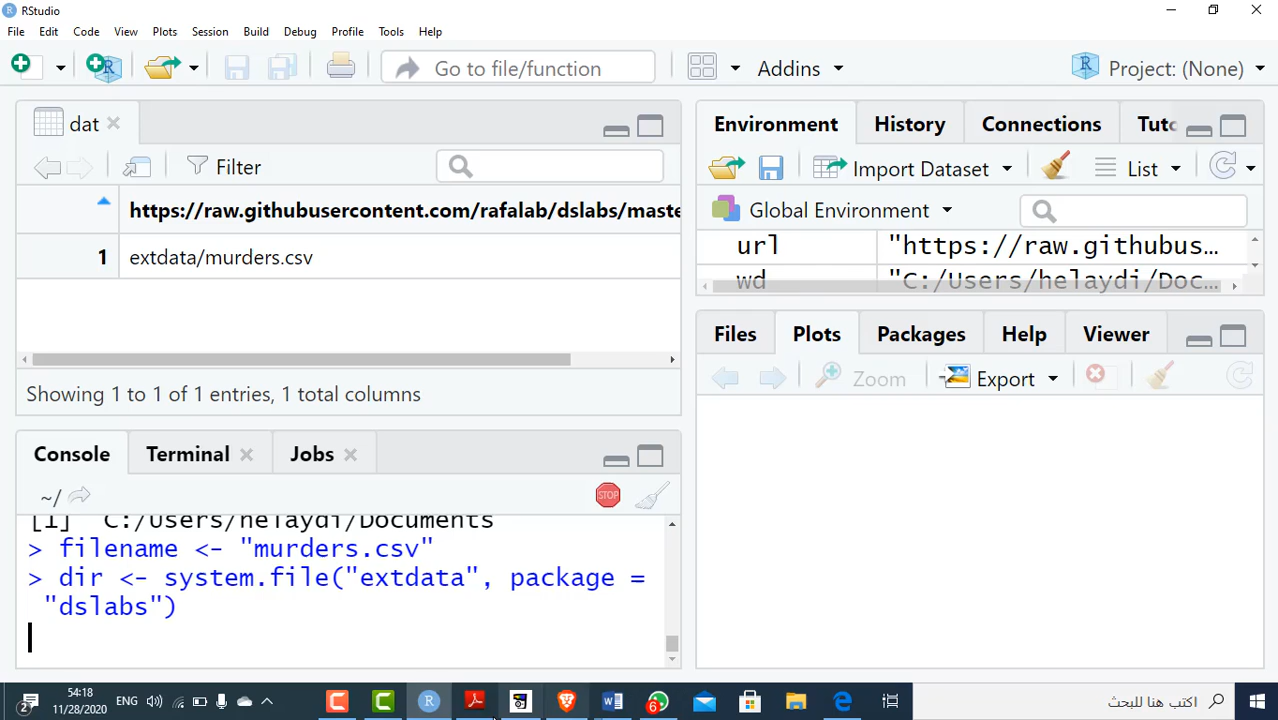 RStudio
File Edit Code View Plots Session Build Debug Profile Tools Help
Go to file/function Addins Project: (None)
dat
Filter
https://raw.githubusercontent.com/rafalab/dslabs/maste
1 extdata/murders.csv
Showing 1 to 1 of 1 entries, 1 total columns
Console Terminal Jobs
~/
STOP
[1] C:/Users/helaydi/Documents
> filename <- "murders.csv"
> dir <- system.file("extdata", package =
"dslabs")
Environment History Connections Tuto
Import Dataset List
Global Environment
url "https://raw.githubus...
wd "C:/Users/helaydi/Doc...
Files Plots Packages Help Viewer
Zoom Export
2 54:18 ENG 6 اكتب هنا للبحث
11/28/2020